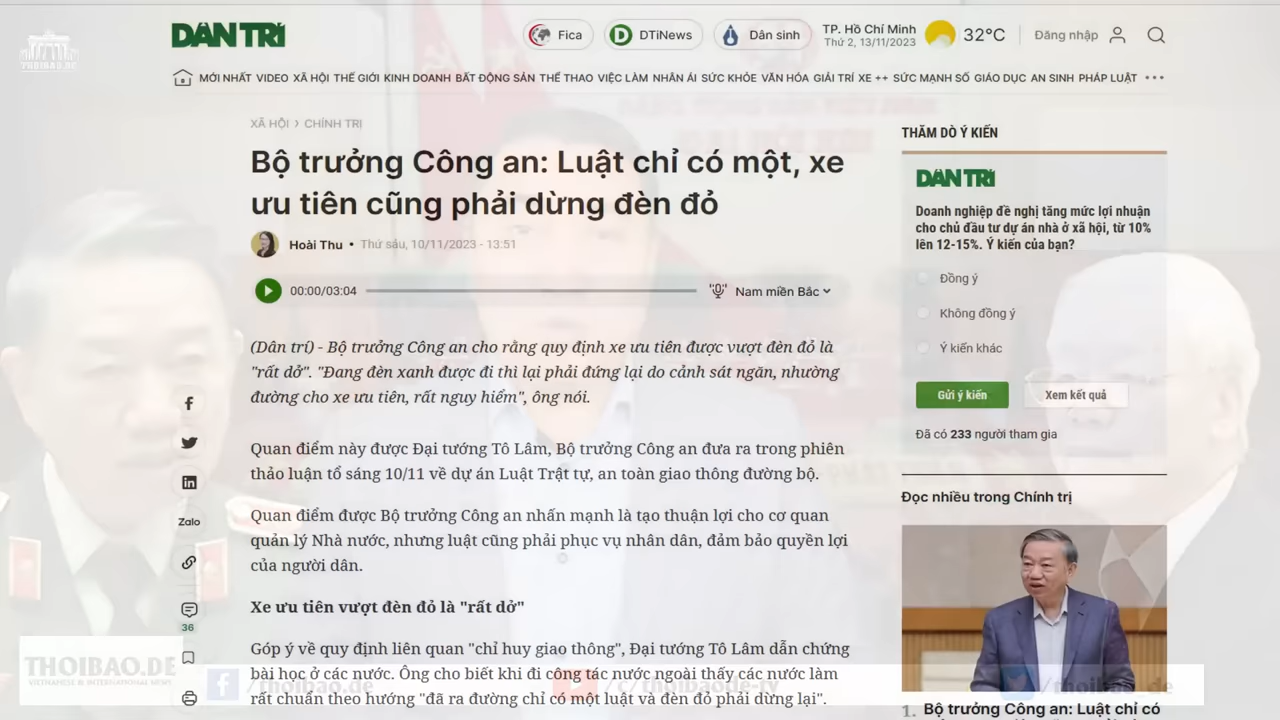 THOIBAO.DE
DÂN TRÍ
Fica
DTiNews
Dân sinh
TP. Hồ Chí Minh
Thứ 2, 13/11/2023
32°C
Đăng nhập
MỚI NHẤT VIDEO XÃ HỘI THẾ GIỚI KINH DOANH BẤT ĐỘNG SẢN THỂ THAO VIỆC LÀM NHÂN ÁI SỨC KHỎE VĂN HÓA GIẢI TRÍ XE ++ SỨC MẠNH SỐ GIÁO DỤC AN SINH PHÁP LUẬT •••
XÃ HỘI › CHÍNH TRỊ
Bộ trưởng Công an: Luật chỉ có một, xe
ưu tiên cũng phải dừng đèn đỏ
Hoài Thu • Thứ sáu, 10/11/2023 - 13:51
00:00/03:04
Nam miền Bắc
(Dân trí) - Bộ trưởng Công an cho rằng quy định xe ưu tiên được vượt đèn đỏ là
"rất dở". "Đang đèn xanh được đi thì lại phải đứng lại do cảnh sát ngăn, nhường
đường cho xe ưu tiên, rất nguy hiểm", ông nói.
Quan điểm này được Đại tướng Tô Lâm, Bộ trưởng Công an đưa ra trong phiên
thảo luận tổ sáng 10/11 về dự án Luật Trật tự, an toàn giao thông đường bộ.
Quan điểm được Bộ trưởng Công an nhấn mạnh là tạo thuận lợi cho cơ quan
quản lý Nhà nước, nhưng luật cũng phải phục vụ nhân dân, đảm bảo quyền lợi
của người dân.
Xe ưu tiên vượt đèn đỏ là "rất dở"
Góp ý về quy định liên quan "chỉ huy giao thông", Đại tướng Tô Lâm dẫn chứng
bài học ở các nước. Ông cho biết khi đi công tác nước ngoài thấy các nước làm
rất chuẩn theo hướng "đã ra đường chỉ có một luật và đèn đỏ phải dừng lại".
Zalo
36
THĂM DÒ Ý KIẾN
DÂN TRÍ
Doanh nghiệp đề nghị tăng mức lợi nhuận
cho chủ đầu tư dự án nhà ở xã hội, từ 10%
lên 12-15%. Ý kiến của bạn?
Đồng ý
Không đồng ý
Ý kiến khác
Gửi ý kiến
Xem kết quả
Đã có 233 người tham gia
Đọc nhiều trong Chính trị
1. Bộ trưởng Công an: Luật chỉ có
THOIBAO.DE
VIETNAMESE & INTERNATIONAL NEWS
/thoibao.de
/c/thoibaode-tv
/thoibao_de